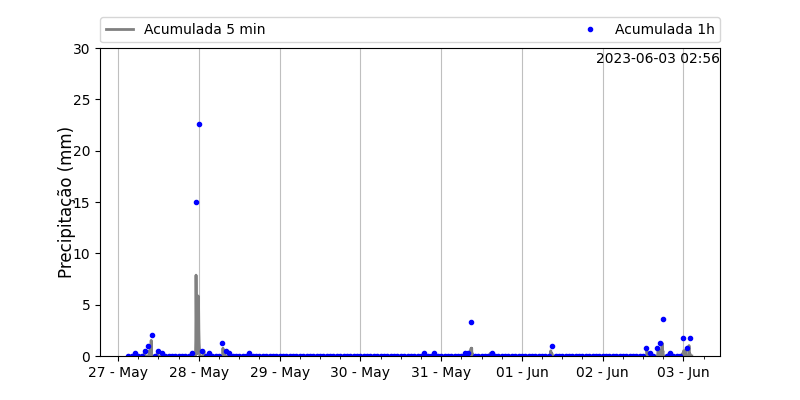 Acumulada 5 min
Acumulada 1h
2023-06-03 02:56
Precipitação (mm)
30
25
20
15
10
5
0
27 - May
28 - May
29 - May
30 - May
31 - May
01 - Jun
02 - Jun
03 - Jun